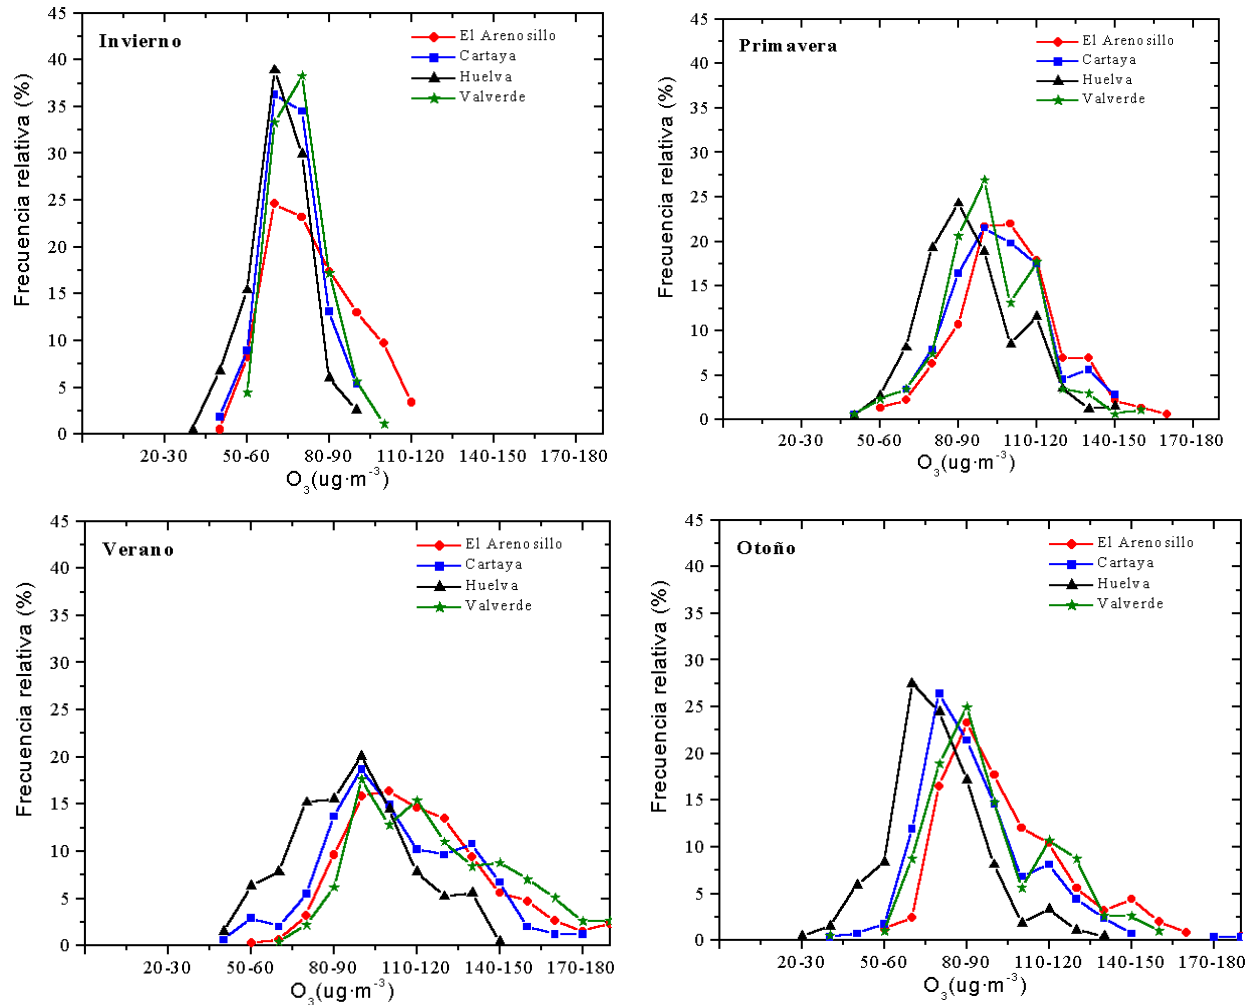 Invierno
El Arenosillo
Cartaya
Huelva
Valverde
Frecuencia relativa (%)
45
40
35
30
25
20
15
10
5
0
20-30 50-60 80-90 110-120 140-150 170-180
O₃(ug·m⁻³)
Primavera
El Arenosillo
Cartaya
Huelva
Valverde
Frecuencia relativa (%)
45
40
35
30
25
20
15
10
5
0
20-30 50-60 80-90 110-120 140-150 170-180
O₃(ug·m⁻³)
Verano
El Arenosillo
Cartaya
Huelva
Valverde
Frecuencia relativa (%)
45
40
35
30
25
20
15
10
5
0
20-30 50-60 80-90 110-120 140-150 170-180
O₃(ug·m⁻³)
Otoño
El Arenosillo
Cartaya
Huelva
Valverde
Frecuencia relativa (%)
45
40
35
30
25
20
15
10
5
0
20-30 50-60 80-90 110-120 140-150 170-180
O₃(ug·m⁻³)